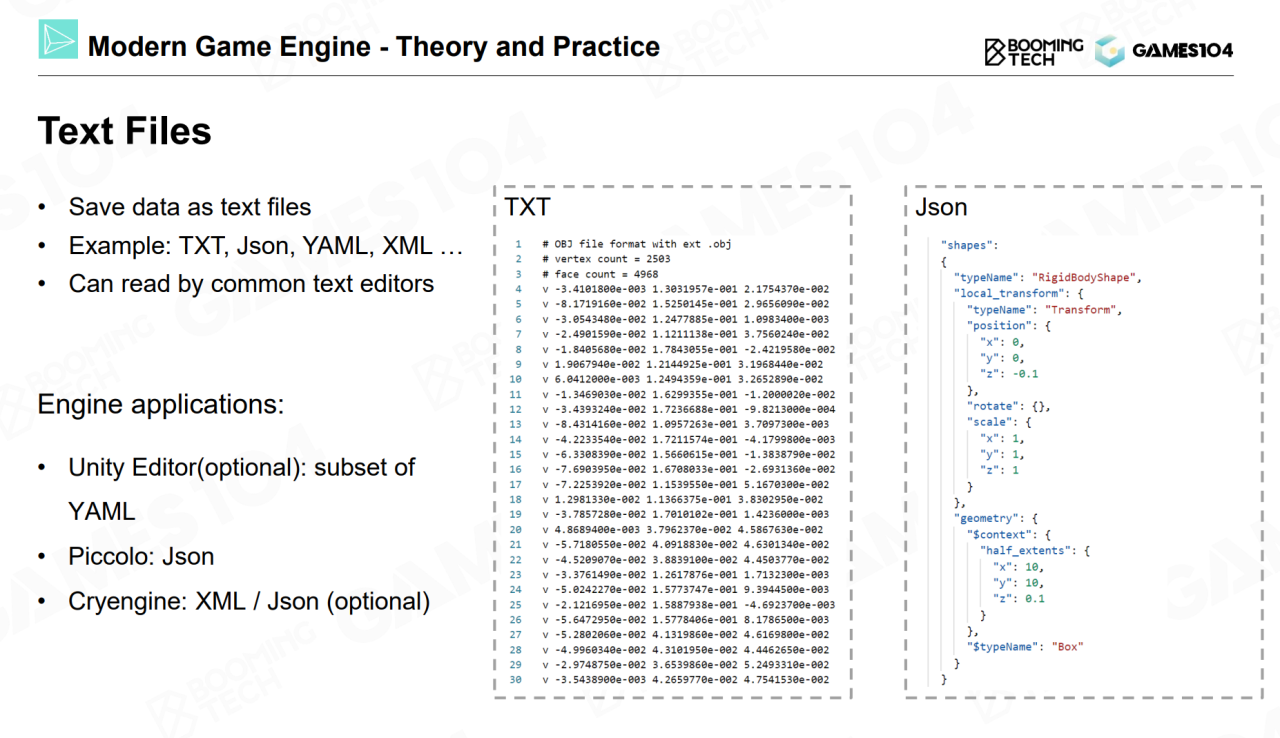 Modern Game Engine - Theory and Practice
BOOMING
TECH
GAMES104
Text Files
• Save data as text files
• Example: TXT, Json, YAML, XML …
• Can read by common text editors
Engine applications:
• Unity Editor(optional): subset of
YAML
• Piccolo: Json
• Cryengine: XML / Json (optional)
TXT
1 # OBJ file format with ext .obj
2 # vertex count = 2503
3 # face count = 4968
4 v -3.4101800e-003 1.3031957e-001 2.1754370e-002
5 v -8.1719160e-002 1.5250145e-001 2.9656090e-002
6 v -3.0543480e-002 1.2477885e-001 1.0983400e-003
7 v -2.4901590e-002 1.1211138e-001 3.7560240e-002
8 v -1.8405680e-002 1.7843055e-001 -2.4219580e-002
9 v 1.9067940e-002 1.2144925e-001 3.1968440e-002
10 v 6.0412000e-003 1.2494359e-001 3.2652890e-002
11 v -1.3469030e-002 1.6299355e-001 -1.2000020e-002
12 v -3.4393240e-002 1.7236688e-001 -9.8213000e-004
13 v -8.4314160e-002 1.0957263e-001 3.7097300e-003
14 v -4.2233540e-002 1.7211574e-001 -4.1799800e-003
15 v -6.3308390e-002 1.5660615e-001 -1.3838790e-002
16 v -7.6903950e-002 1.6708033e-001 -2.6931360e-002
17 v -7.2253920e-002 1.1539550e-001 5.1670300e-002
18 v 1.2981330e-002 1.1366375e-001 3.8302950e-002
19 v -3.7857280e-002 1.7010102e-001 1.4236000e-003
20 v 4.8689400e-003 3.7962370e-002 4.5867630e-002
21 v -5.7180550e-002 4.0918830e-002 4.6301340e-002
22 v -4.5209070e-002 3.8839100e-002 4.4503770e-002
23 v -3.3761490e-002 1.2617876e-001 1.7132300e-003
24 v -5.0242270e-002 1.5773747e-001 9.3944500e-003
25 v -2.1216950e-002 1.5887938e-001 -4.6923700e-003
26 v -5.6472950e-002 1.5778406e-001 8.1786500e-003
27 v -5.2802060e-002 4.1319860e-002 4.6169800e-002
28 v -4.9960340e-002 4.3101950e-002 4.4462650e-002
29 v -2.9748750e-002 3.6539860e-002 5.2493310e-002
30 v -3.5438900e-003 4.2659770e-002 4.7541530e-002
Json
"shapes":
{
"typeName": "RigidBodyShape",
"local_transform": {
"typeName": "Transform",
"position": {
"x": 0,
"y": 0,
"z": -0.1
},
"rotate": {},
"scale": {
"x": 1,
"y": 1,
"z": 1
}
},
"geometry": {
"$context": {
"half_extents": {
"x": 10,
"y": 10,
"z": 0.1
}
},
"$typeName": "Box"
}
}